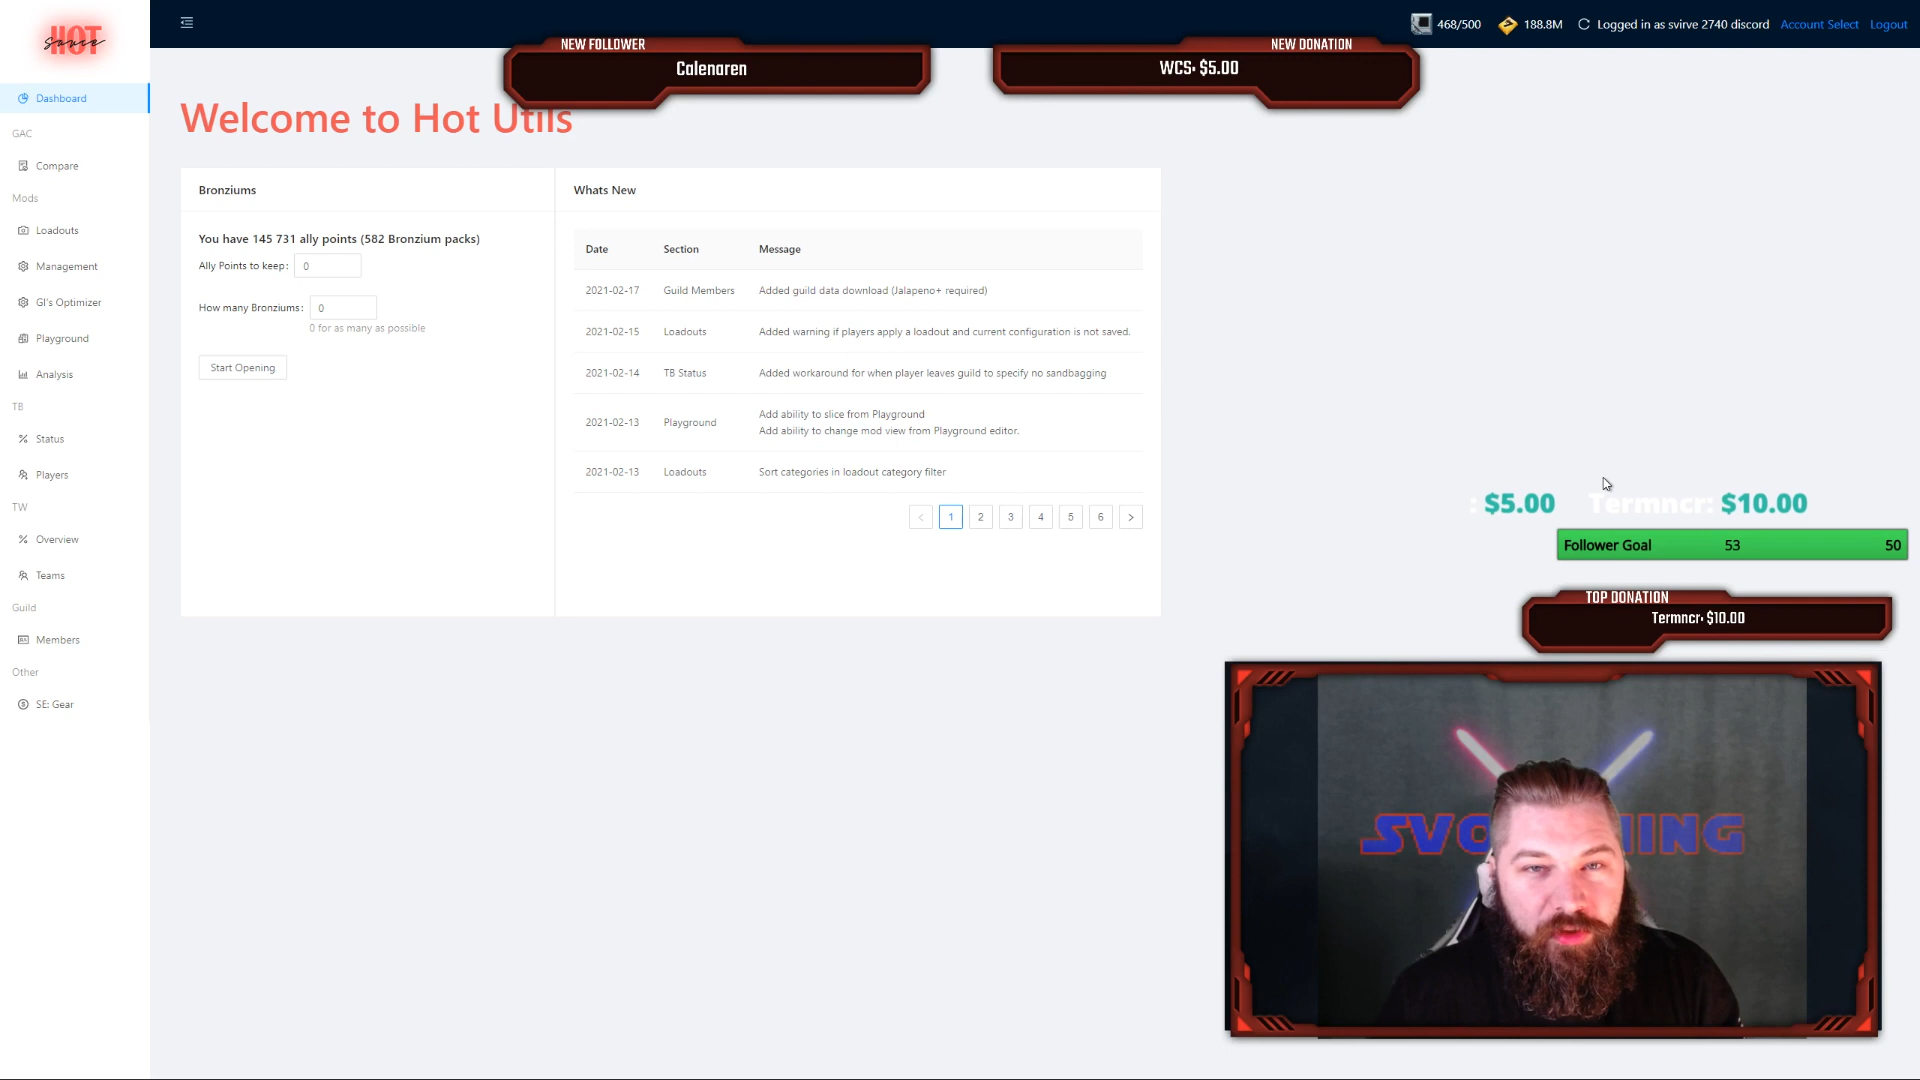 HOT
sauce
468/500
188.8M
Logged in as svirve 2740 discord
Account Select
Logout
NEW FOLLOWER
Calenaren
NEW DONATION
WCS: $5.00
Dashboard
GAC
Compare
Mods
Loadouts
Management
GI's Optimizer
Playground
Analysis
TB
Status
Players
TW
Overview
Teams
Guild
Members
Other
SE: Gear
Welcome to Hot Utils
Bronziums
You have 145 731 ally points (582 Bronzium packs)
Ally Points to keep: 0
How many Bronziums: 0
0 for as many as possible
Start Opening
Whats New
Date Section Message
2021-02-17 Guild Members Added guild data download (Jalapeno+ required)
2021-02-15 Loadouts Added warning if players apply a loadout and current configuration is not saved.
2021-02-14 TB Status Added workaround for when player leaves guild to specify no sandbagging
2021-02-13 Playground Add ability to slice from Playground
Add ability to change mod view from Playground editor.
2021-02-13 Loadouts Sort categories in loadout category filter
< 1 2 3 4 5 6 >
: $5.00 Termncr: $10.00
Follower Goal 53 50
TOP DONATION
Termncr: $10.00